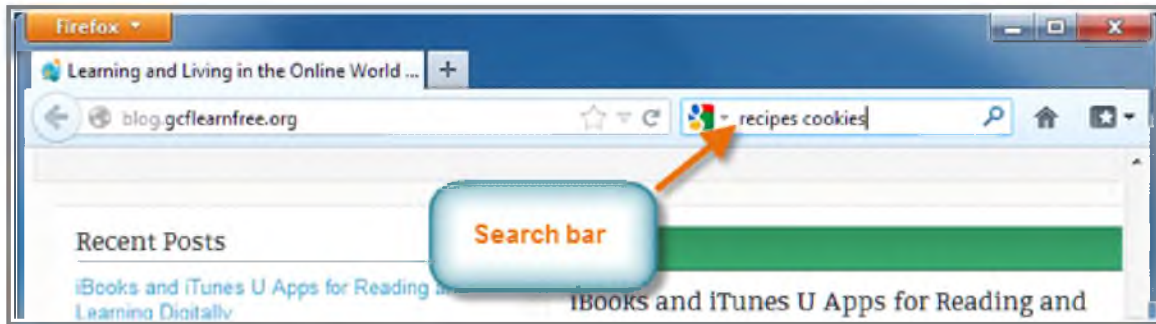 Firefox
Learning and Living in the Online World ...
blog.gcflearnfree.org
recipes cookies
Search bar
Recent Posts
iBooks and iTunes U Apps for Reading and
Learning Digitally
iBooks and iTunes U Apps for Reading and